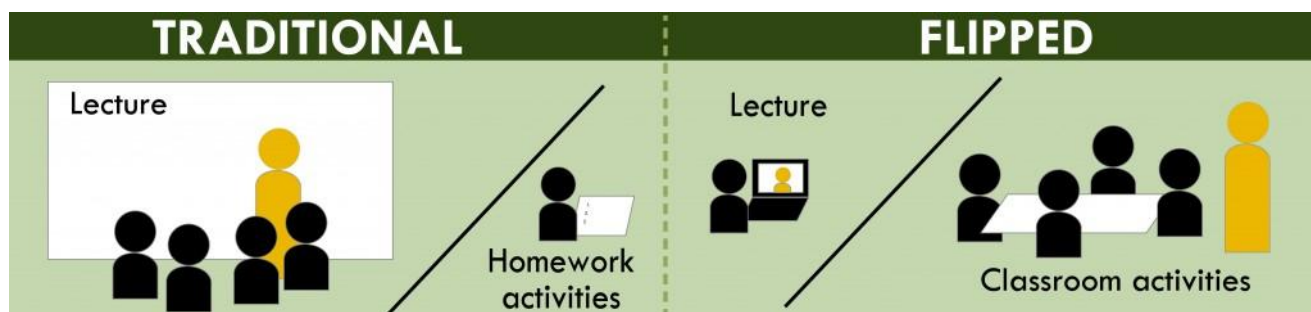 TRADITIONAL
Lecture
Homework
activities
FLIPPED
Lecture
Classroom activities